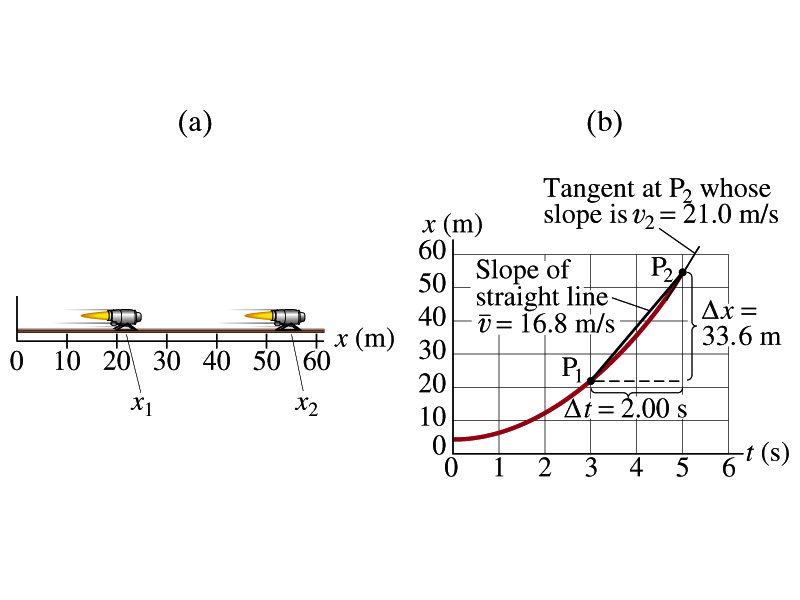 (a)
0 10 20 30 40 50 60 x (m)
x₁ x₂
(b)
Tangent at P₂ whose
slope is v₂ = 21.0 m/s
x (m)
60
50
40
30
20
10
0
Slope of
straight line
v̄ = 16.8 m/s
P₂
P₁
Δx =
33.6 m
Δt = 2.00 s
0 1 2 3 4 5 6 t (s)